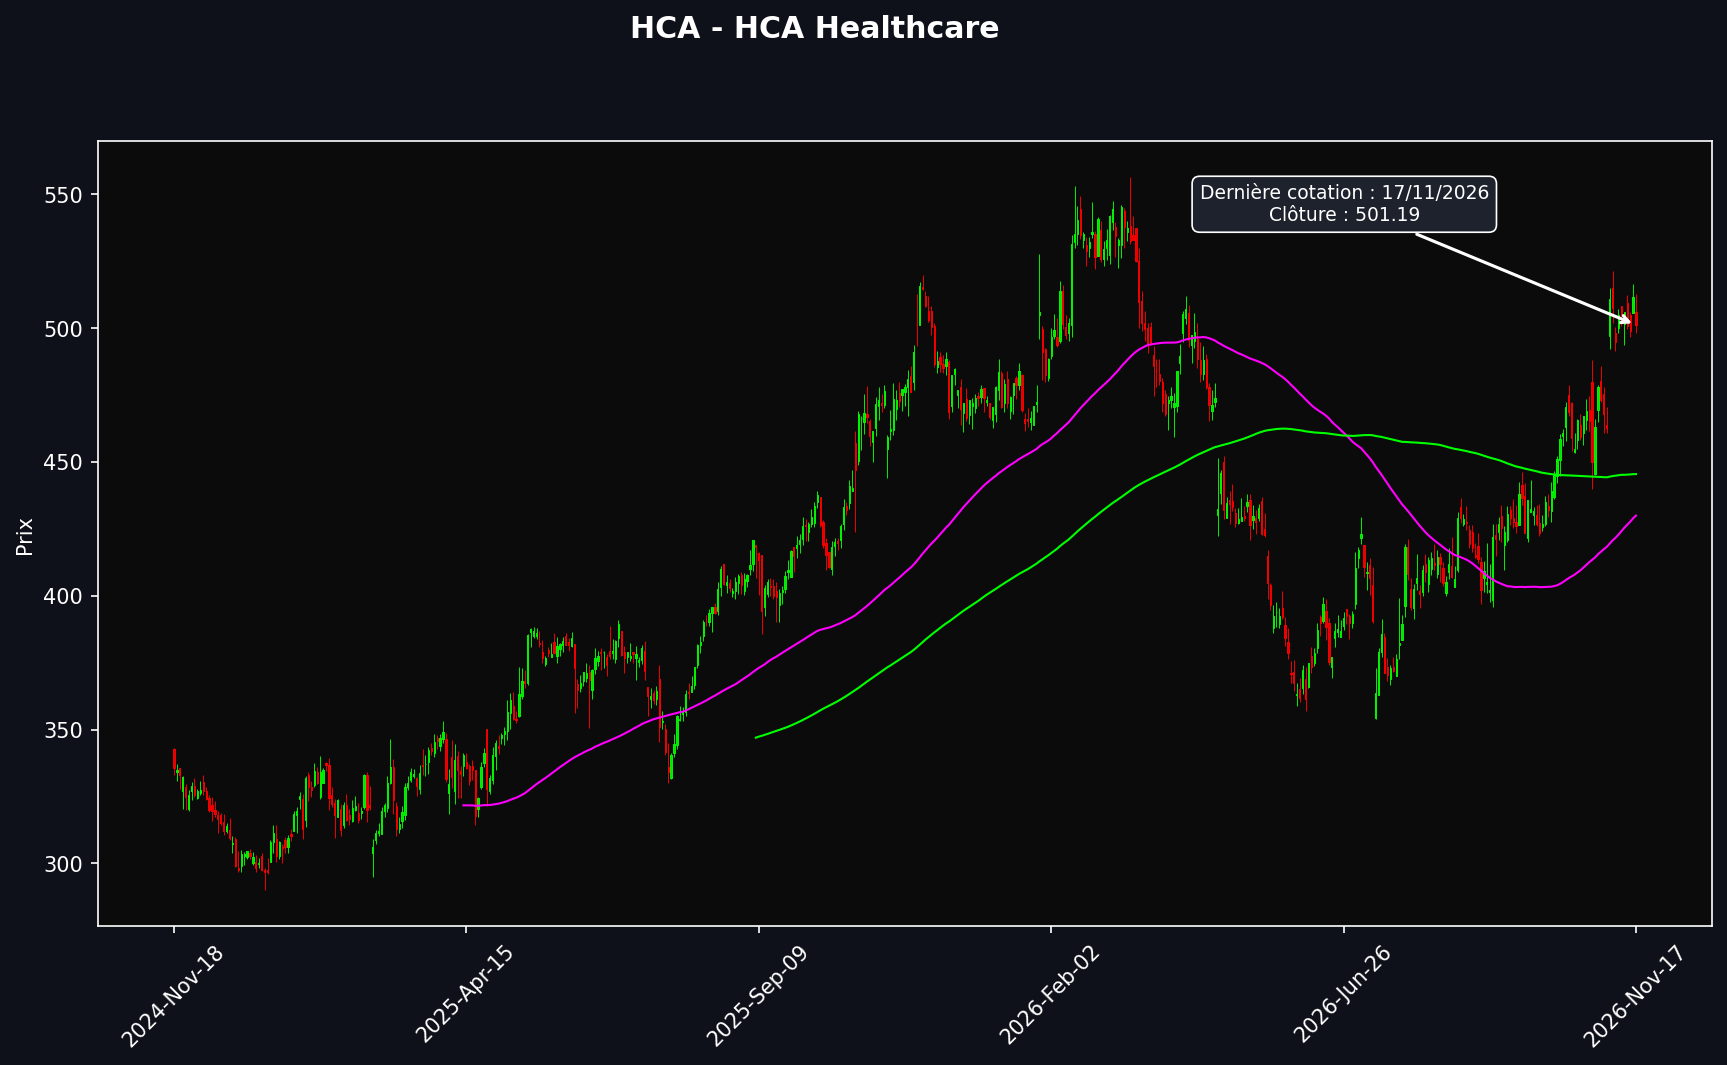 HCA - HCA Healthcare
Dernière cotation : 17/11/2026
Clôture : 501.19
Prix
550
500
450
400
350
300
2024-Nov-18
2025-Apr-15
2025-Sep-09
2026-Feb-02
2026-Jun-26
2026-Nov-17